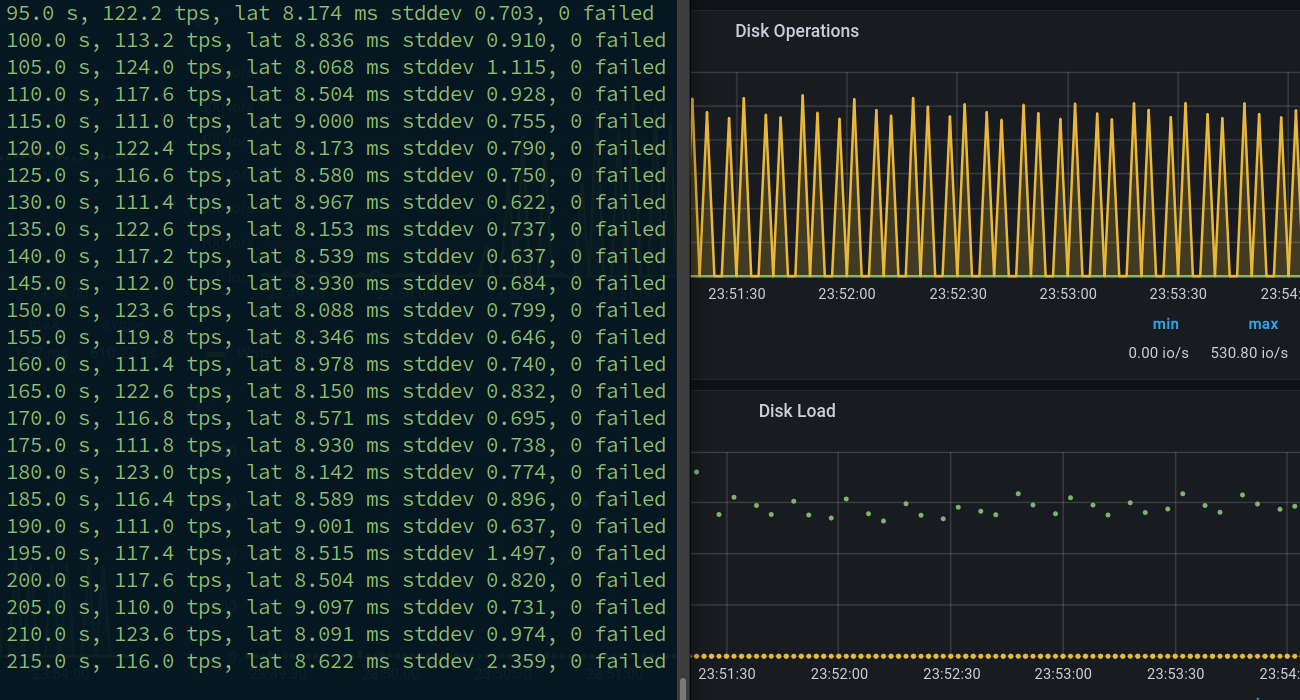 95.0 s, 122.2 tps, lat 8.174 ms stddev 0.703, 0 failed
100.0 s, 113.2 tps, lat 8.836 ms stddev 0.910, 0 failed
105.0 s, 124.0 tps, lat 8.068 ms stddev 1.115, 0 failed
110.0 s, 117.6 tps, lat 8.504 ms stddev 0.928, 0 failed
115.0 s, 111.0 tps, lat 9.000 ms stddev 0.755, 0 failed
120.0 s, 122.4 tps, lat 8.173 ms stddev 0.790, 0 failed
125.0 s, 116.6 tps, lat 8.580 ms stddev 0.750, 0 failed
130.0 s, 111.4 tps, lat 8.967 ms stddev 0.622, 0 failed
135.0 s, 122.6 tps, lat 8.153 ms stddev 0.737, 0 failed
140.0 s, 117.2 tps, lat 8.539 ms stddev 0.637, 0 failed
145.0 s, 112.0 tps, lat 8.930 ms stddev 0.684, 0 failed
150.0 s, 123.6 tps, lat 8.088 ms stddev 0.799, 0 failed
155.0 s, 119.8 tps, lat 8.346 ms stddev 0.646, 0 failed
160.0 s, 111.4 tps, lat 8.978 ms stddev 0.740, 0 failed
165.0 s, 122.6 tps, lat 8.150 ms stddev 0.832, 0 failed
170.0 s, 116.8 tps, lat 8.571 ms stddev 0.695, 0 failed
175.0 s, 111.8 tps, lat 8.930 ms stddev 0.738, 0 failed
180.0 s, 123.0 tps, lat 8.142 ms stddev 0.774, 0 failed
185.0 s, 116.4 tps, lat 8.589 ms stddev 0.896, 0 failed
190.0 s, 111.0 tps, lat 9.001 ms stddev 0.637, 0 failed
195.0 s, 117.4 tps, lat 8.515 ms stddev 1.497, 0 failed
200.0 s, 117.6 tps, lat 8.504 ms stddev 0.820, 0 failed
205.0 s, 110.0 tps, lat 9.097 ms stddev 0.731, 0 failed
210.0 s, 123.6 tps, lat 8.091 ms stddev 0.974, 0 failed
215.0 s, 116.0 tps, lat 8.622 ms stddev 2.359, 0 failed
Disk Operations
23:51:30 23:52:00 23:52:30 23:53:00 23:53:30 23:54:
min max
0.00 io/s 530.80 io/s
Disk Load
23:51:30 23:52:00 23:52:30 23:53:00 23:53:30 23:54: